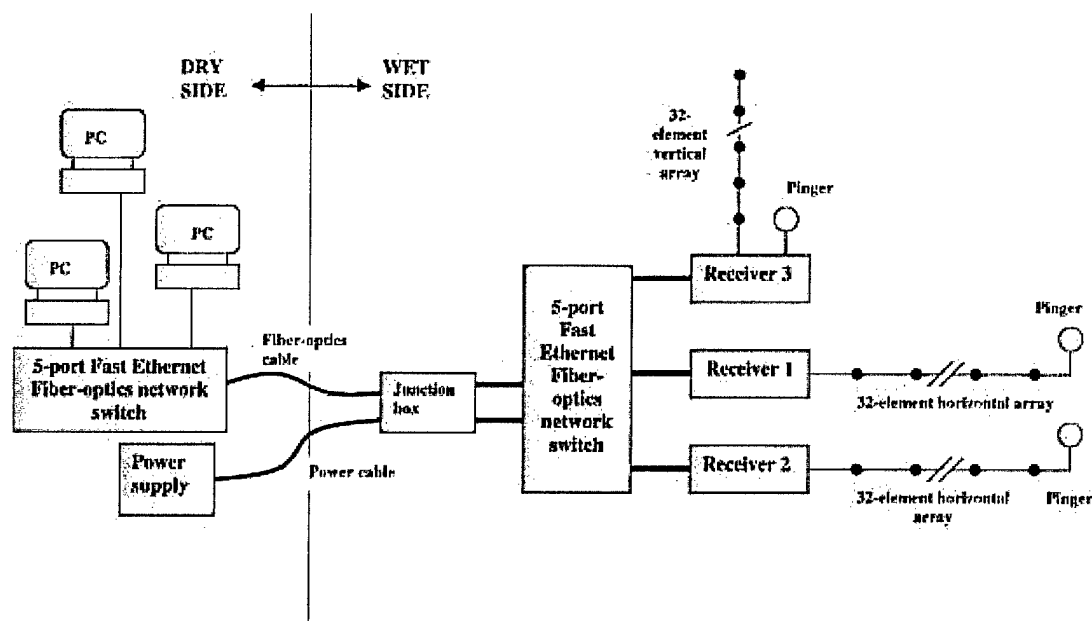 DRY
SIDE
WET
SIDE
PC
PC
PC
5-port Fast Ethernet
Fiber-optics network
switch
Power
supply
Fiber-optics
cable
Power cable
Junction
box
5-port
Fast
Ethernet
Fiber-
optics
network
switch
32-
element
vertical
array
Pinger
Receiver 3
Receiver 1
32-element horizontal array
Pinger
Receiver 2
32-element horizontal
array
Pinger